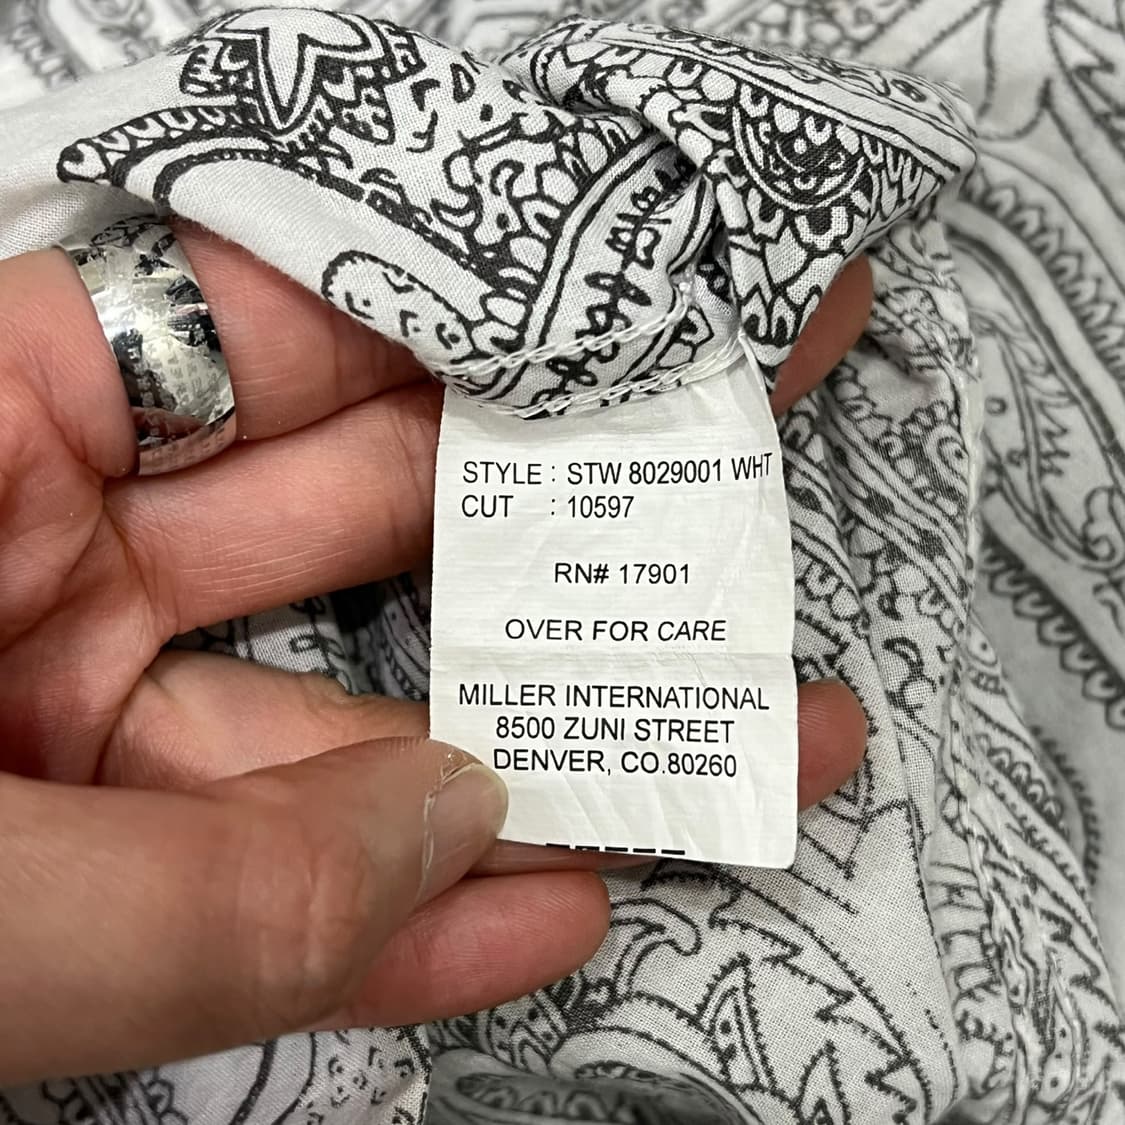 STYLE : STW 8029001 WHT
CUT : 10597
RN# 17901
OVER FOR CARE
MILLER INTERNATIONAL
8500 ZUNI STREET
DENVER, CO.80260